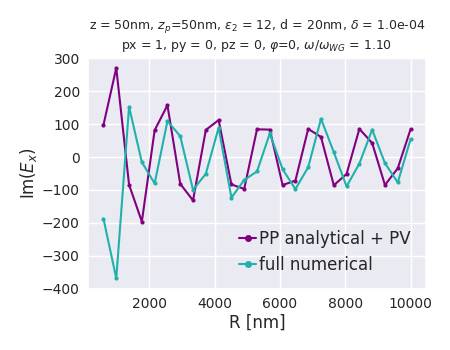 z = 50nm, zₚ=50nm, ε₂ = 12, d = 20nm, δ = 1.0e-04
px = 1, py = 0, pz = 0, φ=0, ω/ω_WG = 1.10
300
200
100
0
−100
−200
−300
−400
Im(Eₓ)
PP analytical + PV
full numerical
2000 4000 6000 8000 10000
R [nm]